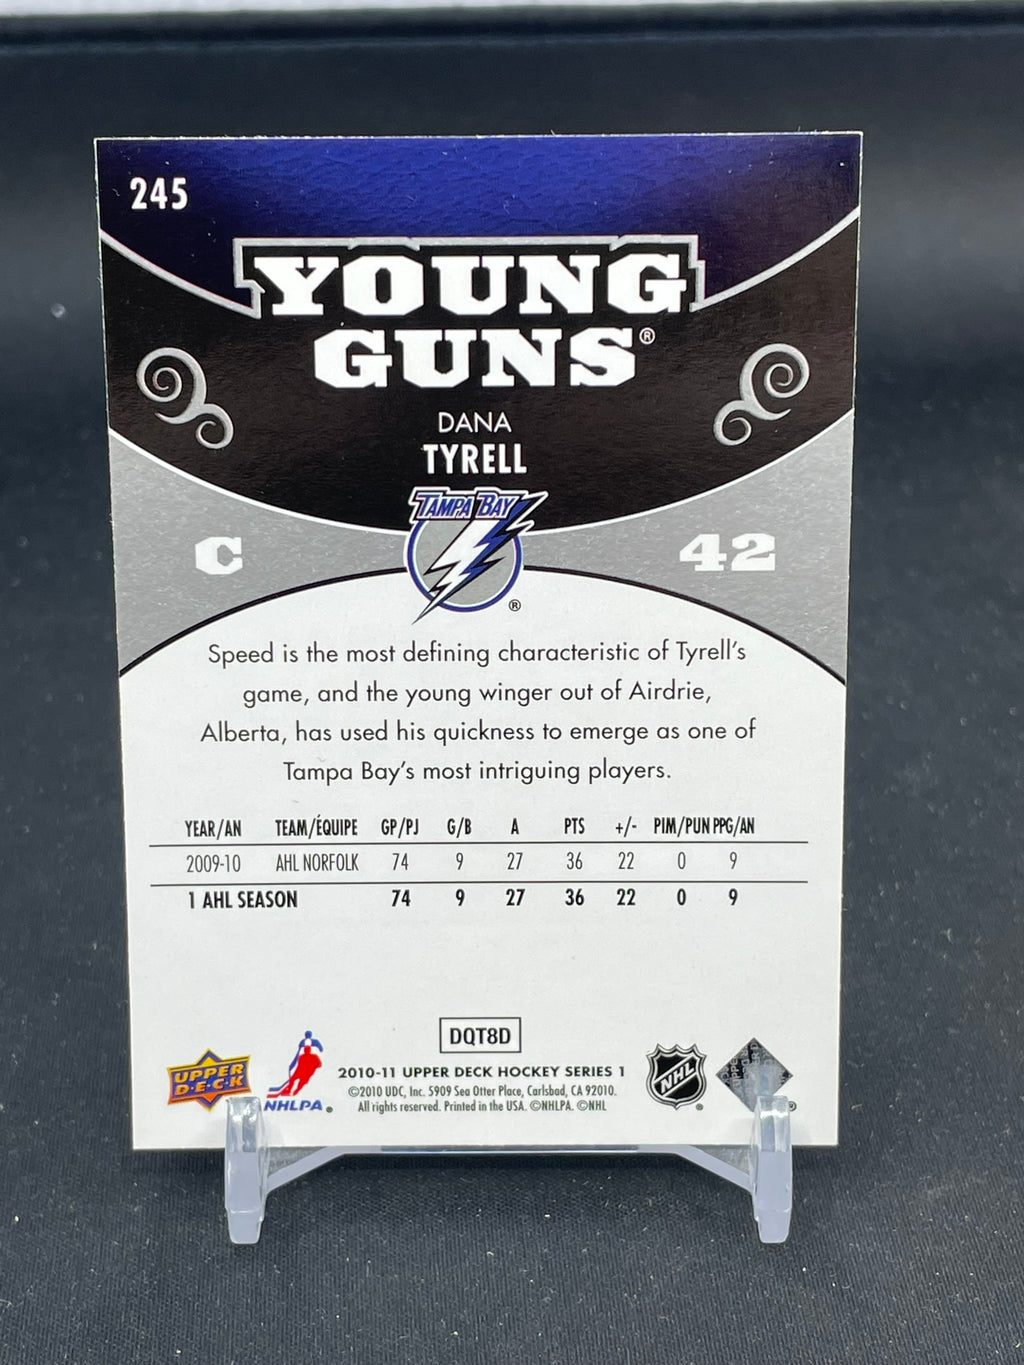 245
YOUNG
GUNS®
DANA
TYRELL
TAMPA BAY
®
C
42
Speed is the most defining characteristic of Tyrell's
game, and the young winger out of Airdrie,
Alberta, has used his quickness to emerge as one of
Tampa Bay's most intriguing players.
YEAR/AN TEAM/ÉQUIPE GP/PJ G/B A PTS +/- PIM/PUN PPG/AN
2009-10 AHL NORFOLK 74 9 27 36 22 0 9
1 AHL SEASON 74 9 27 36 22 0 9
DQT8D
UPPER
D·E·C·K
NHLPA®
2010-11 UPPER DECK HOCKEY SERIES 1
©2010 UDC, Inc. 5909 Sea Otter Place, Carlsbad, CA 92010.
All rights reserved. Printed in the USA. ©NHLPA. ©NHL
NHL
®